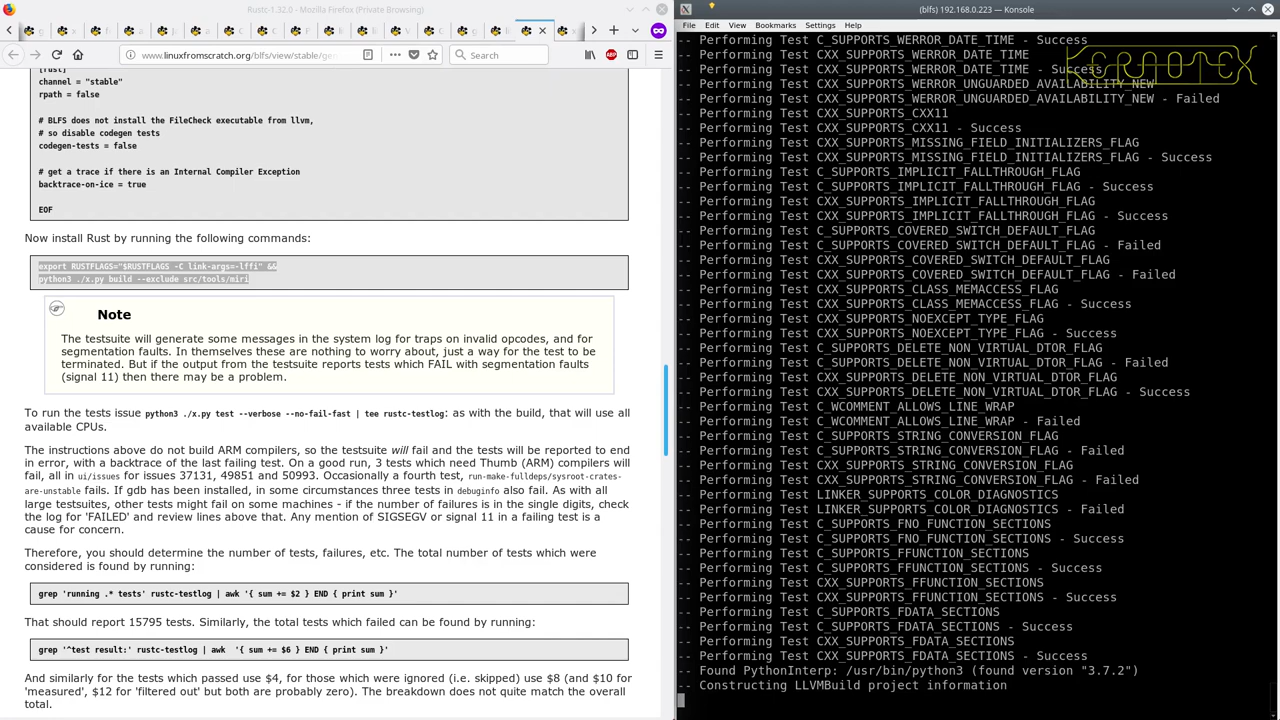 Rustc-1.32.0 - Mozilla Firefox (Private Browsing)
www.linuxfromscratch.org/blfs/view/stable/gen
Search
channel = "stable"
rpath = false
# BLFS does not install the FileCheck executable from llvm,
# so disable codegen tests
codegen-tests = false
# get a trace if there is an Internal Compiler Exception
backtrace-on-ice = true
EOF
Now install Rust by running the following commands:
export RUSTFLAGS="$RUSTFLAGS -C link-args=-lffi" &&
python3 ./x.py build --exclude src/tools/miri
Note
The testsuite will generate some messages in the system log for traps on invalid opcodes, and for
segmentation faults. In themselves these are nothing to worry about, just a way for the test to be
terminated. But if the output from the testsuite reports tests which FAIL with segmentation faults
(signal 11) then there may be a problem.
To run the tests issue python3 ./x.py test --verbose --no-fail-fast | tee rustc-testlog: as with the build, that will use all
available CPUs.
The instructions above do not build ARM compilers, so the testsuite will fail and the tests will be reported to end
in error, with a backtrace of the last failing test. On a good run, 3 tests which need Thumb (ARM) compilers will
fail, all in ui/issues for issues 37131, 49851 and 50993. Occasionally a fourth test, run-make-fulldeps/sysroot-crates-
are-unstable fails. If gdb has been installed, in some circumstances three tests in debuginfo also fail. As with all
large testsuites, other tests might fail on some machines - if the number of failures is in the single digits, check
the log for 'FAILED' and review lines above that. Any mention of SIGSEGV or signal 11 in a failing test is a
cause for concern.
Therefore, you should determine the number of tests, failures, etc. The total number of tests which were
considered is found by running:
grep 'running .* tests' rustc-testlog | awk '{ sum += $2 } END { print sum }'
That should report 15795 tests. Similarly, the total tests which failed can be found by running:
grep '^test result:' rustc-testlog | awk  '{ sum += $6 } END { print sum }'
And similarly for the tests which passed use $4, for those which were ignored (i.e. skipped) use $8 (and $10 for
'measured', $12 for 'filtered out' but both are probably zero). The breakdown does not quite match the overall
total.
(blfs) 192.168.0.223 — Konsole
File Edit View Bookmarks Settings Help
KERNOTEX
-- Performing Test C_SUPPORTS_WERROR_DATE_TIME - Success
-- Performing Test CXX_SUPPORTS_WERROR_DATE_TIME
-- Performing Test CXX_SUPPORTS_WERROR_DATE_TIME - Success
-- Performing Test CXX_SUPPORTS_WERROR_UNGUARDED_AVAILABILITY_NEW
-- Performing Test CXX_SUPPORTS_WERROR_UNGUARDED_AVAILABILITY_NEW - Failed
-- Performing Test CXX_SUPPORTS_CXX11
-- Performing Test CXX_SUPPORTS_CXX11 - Success
-- Performing Test CXX_SUPPORTS_MISSING_FIELD_INITIALIZERS_FLAG
-- Performing Test CXX_SUPPORTS_MISSING_FIELD_INITIALIZERS_FLAG - Success
-- Performing Test C_SUPPORTS_IMPLICIT_FALLTHROUGH_FLAG
-- Performing Test C_SUPPORTS_IMPLICIT_FALLTHROUGH_FLAG - Success
-- Performing Test CXX_SUPPORTS_IMPLICIT_FALLTHROUGH_FLAG
-- Performing Test CXX_SUPPORTS_IMPLICIT_FALLTHROUGH_FLAG - Success
-- Performing Test C_SUPPORTS_COVERED_SWITCH_DEFAULT_FLAG
-- Performing Test C_SUPPORTS_COVERED_SWITCH_DEFAULT_FLAG - Failed
-- Performing Test CXX_SUPPORTS_COVERED_SWITCH_DEFAULT_FLAG
-- Performing Test CXX_SUPPORTS_COVERED_SWITCH_DEFAULT_FLAG - Failed
-- Performing Test CXX_SUPPORTS_CLASS_MEMACCESS_FLAG
-- Performing Test CXX_SUPPORTS_CLASS_MEMACCESS_FLAG - Success
-- Performing Test CXX_SUPPORTS_NOEXCEPT_TYPE_FLAG
-- Performing Test CXX_SUPPORTS_NOEXCEPT_TYPE_FLAG - Success
-- Performing Test C_SUPPORTS_DELETE_NON_VIRTUAL_DTOR_FLAG
-- Performing Test C_SUPPORTS_DELETE_NON_VIRTUAL_DTOR_FLAG - Failed
-- Performing Test CXX_SUPPORTS_DELETE_NON_VIRTUAL_DTOR_FLAG
-- Performing Test CXX_SUPPORTS_DELETE_NON_VIRTUAL_DTOR_FLAG - Success
-- Performing Test C_WCOMMENT_ALLOWS_LINE_WRAP
-- Performing Test C_WCOMMENT_ALLOWS_LINE_WRAP - Failed
-- Performing Test C_SUPPORTS_STRING_CONVERSION_FLAG
-- Performing Test C_SUPPORTS_STRING_CONVERSION_FLAG - Failed
-- Performing Test CXX_SUPPORTS_STRING_CONVERSION_FLAG
-- Performing Test CXX_SUPPORTS_STRING_CONVERSION_FLAG - Failed
-- Performing Test LINKER_SUPPORTS_COLOR_DIAGNOSTICS
-- Performing Test LINKER_SUPPORTS_COLOR_DIAGNOSTICS - Failed
-- Performing Test C_SUPPORTS_FNO_FUNCTION_SECTIONS
-- Performing Test C_SUPPORTS_FNO_FUNCTION_SECTIONS - Success
-- Performing Test C_SUPPORTS_FFUNCTION_SECTIONS
-- Performing Test C_SUPPORTS_FFUNCTION_SECTIONS - Success
-- Performing Test CXX_SUPPORTS_FFUNCTION_SECTIONS
-- Performing Test CXX_SUPPORTS_FFUNCTION_SECTIONS - Success
-- Performing Test C_SUPPORTS_FDATA_SECTIONS
-- Performing Test C_SUPPORTS_FDATA_SECTIONS - Success
-- Performing Test CXX_SUPPORTS_FDATA_SECTIONS
-- Performing Test CXX_SUPPORTS_FDATA_SECTIONS - Success
-- Found PythonInterp: /usr/bin/python3 (found version "3.7.2")
-- Constructing LLVMBuild project information